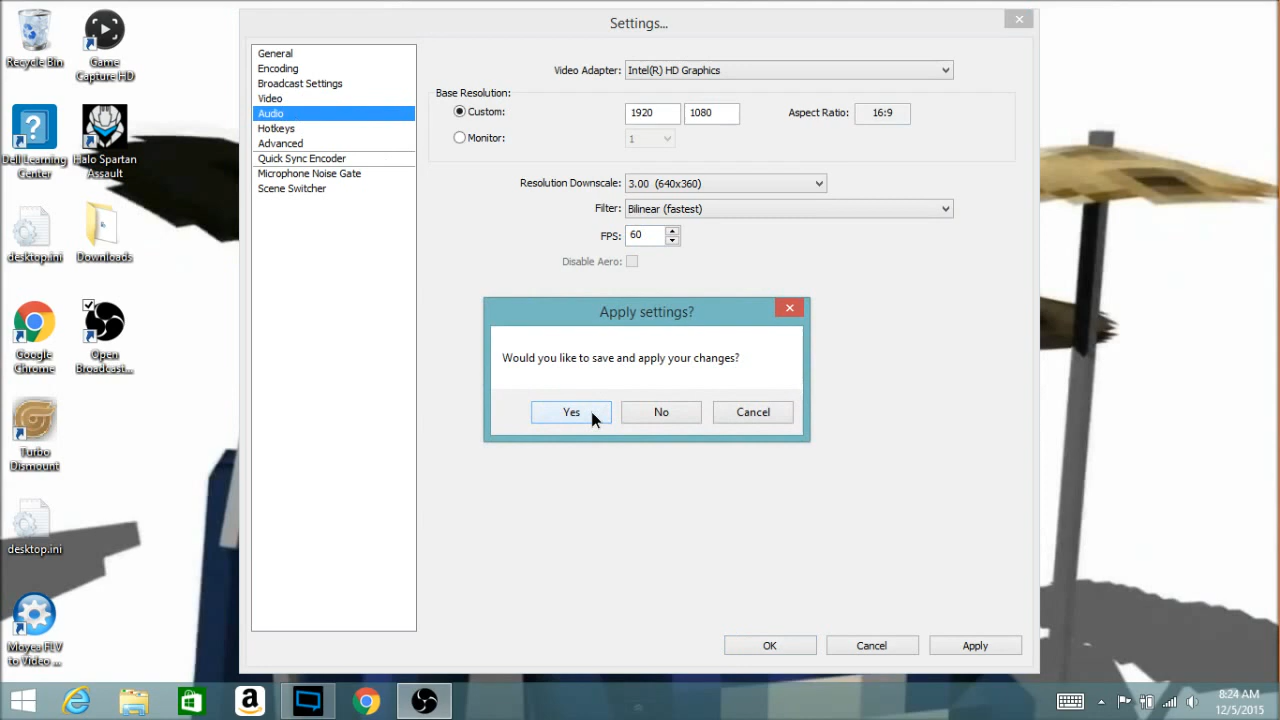 Recycle Bin
Game
Capture HD
Dell Learning
Center
Halo Spartan
Assault
desktop.ini
Downloads
Google
Chrome
Open
Broadcast...
Turbo
Dismount
desktop.ini
Moyea FLV
to Video ...
Settings...
General
Encoding
Broadcast Settings
Video
Audio
Hotkeys
Advanced
Quick Sync Encoder
Microphone Noise Gate
Scene Switcher
Video Adapter: Intel(R) HD Graphics
Base Resolution:
Custom: 1920 1080 Aspect Ratio: 16:9
Monitor: 1
Resolution Downscale: 3.00 (640x360)
Filter: Bilinear (fastest)
FPS: 60
Disable Aero:
Apply settings?
Would you like to save and apply your changes?
Yes No Cancel
OK Cancel Apply
8:24 AM
12/5/2015